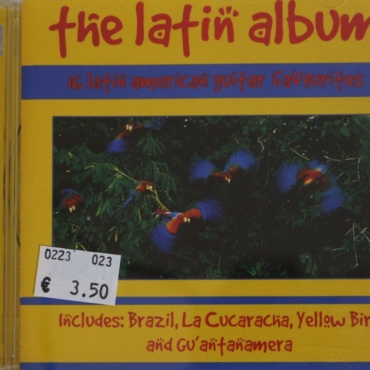 the latin album
16 latin american guitar favourites
0223 023
€ 3.50
Includes: Brazil, La Cucaracha, Yellow Bir
and Gu'antanamera